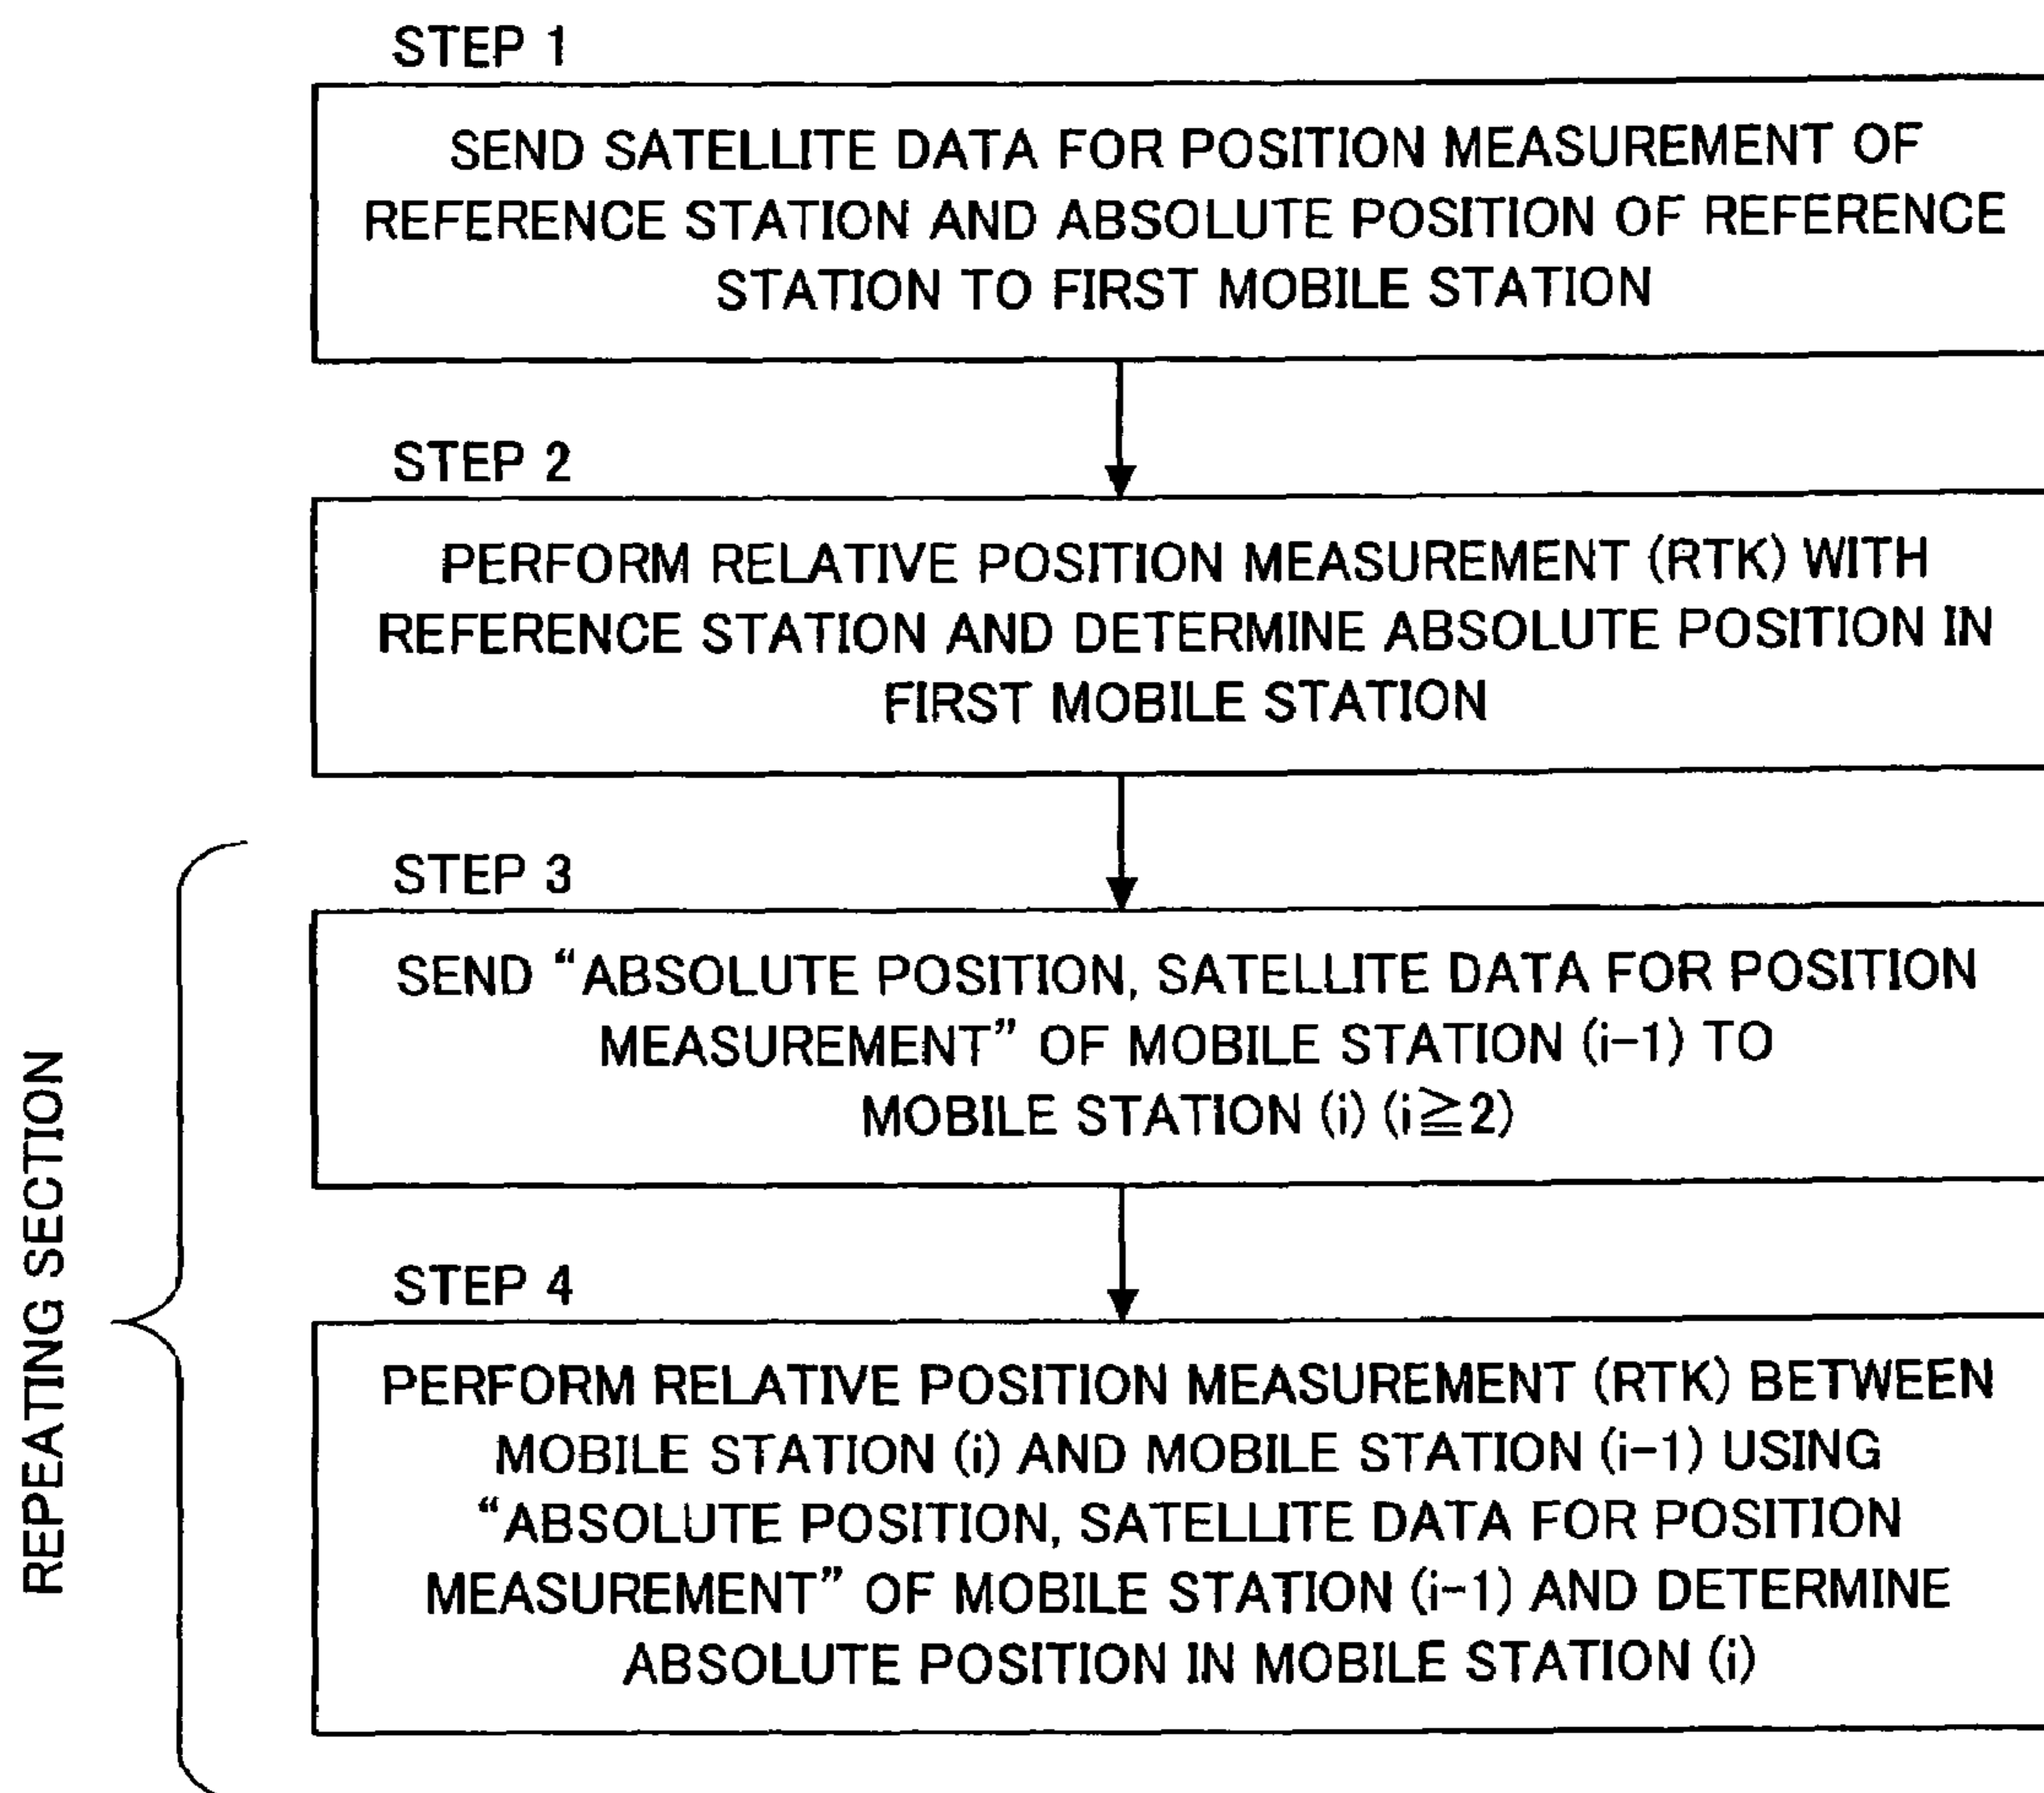 STEP 1
SEND SATELLITE DATA FOR POSITION MEASUREMENT OF
REFERENCE STATION AND ABSOLUTE POSITION OF REFERENCE
STATION TO FIRST MOBILE STATION
STEP 2
PERFORM RELATIVE POSITION MEASUREMENT (RTK) WITH
REFERENCE STATION AND DETERMINE ABSOLUTE POSITION IN
FIRST MOBILE STATION
REPEATING SECTION
STEP 3
SEND “ABSOLUTE POSITION, SATELLITE DATA FOR POSITION
MEASUREMENT” OF MOBILE STATION (i-1) TO
MOBILE STATION (i) (i≧2)
STEP 4
PERFORM RELATIVE POSITION MEASUREMENT (RTK) BETWEEN
MOBILE STATION (i) AND MOBILE STATION (i-1) USING
“ABSOLUTE POSITION, SATELLITE DATA FOR POSITION
MEASUREMENT” OF MOBILE STATION (i-1) AND DETERMINE
ABSOLUTE POSITION IN MOBILE STATION (i)